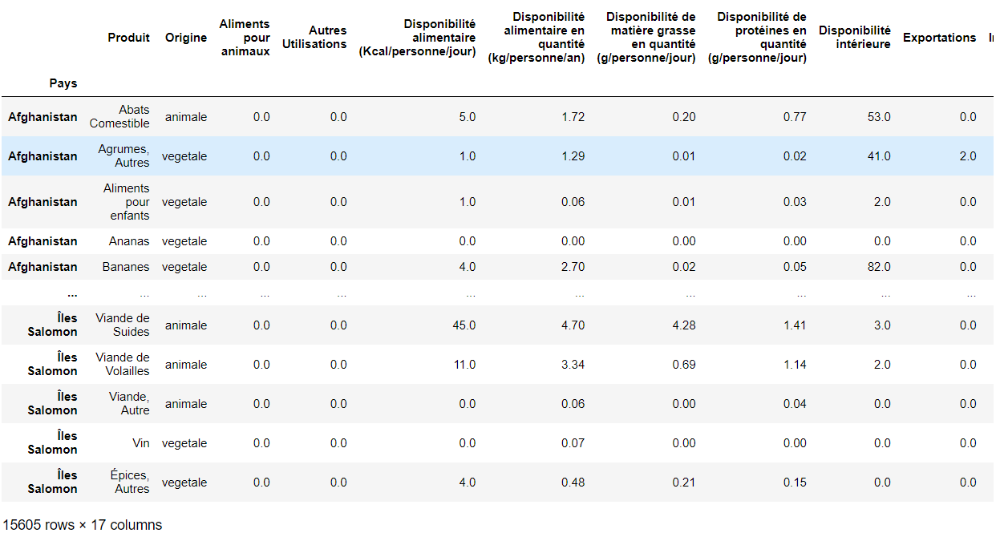 Produit Origine Aliments pour animaux Autres Utilisations Disponibilité alimentaire (Kcal/personne/jour) Disponibilité alimentaire en quantité (kg/personne/an) Disponibilité de matière grasse en quantité (g/personne/jour) Disponibilité de protéines en quantité (g/personne/jour) Disponibilité intérieure Exportations
Pays
Afghanistan Abats Comestible animale 0.0 0.0 5.0 1.72 0.20 0.77 53.0 0.0
Afghanistan Agrumes, Autres vegetale 0.0 0.0 1.0 1.29 0.01 0.02 41.0 2.0
Afghanistan Aliments pour enfants vegetale 0.0 0.0 1.0 0.06 0.01 0.03 2.0 0.0
Afghanistan Ananas vegetale 0.0 0.0 0.0 0.00 0.00 0.00 0.0 0.0
Afghanistan Bananes vegetale 0.0 0.0 4.0 2.70 0.02 0.05 82.0 0.0
... ... ... ... ... ... ... ... ... ... ...
Îles Salomon Viande de Suides animale 0.0 0.0 45.0 4.70 4.28 1.41 3.0 0.0
Îles Salomon Viande de Volailles animale 0.0 0.0 11.0 3.34 0.69 1.14 2.0 0.0
Îles Salomon Viande, Autre animale 0.0 0.0 0.0 0.06 0.00 0.04 0.0 0.0
Îles Salomon Vin vegetale 0.0 0.0 0.0 0.07 0.00 0.00 0.0 0.0
Îles Salomon Épices, Autres vegetale 0.0 0.0 4.0 0.48 0.21 0.15 0.0 0.0
15605 rows × 17 columns